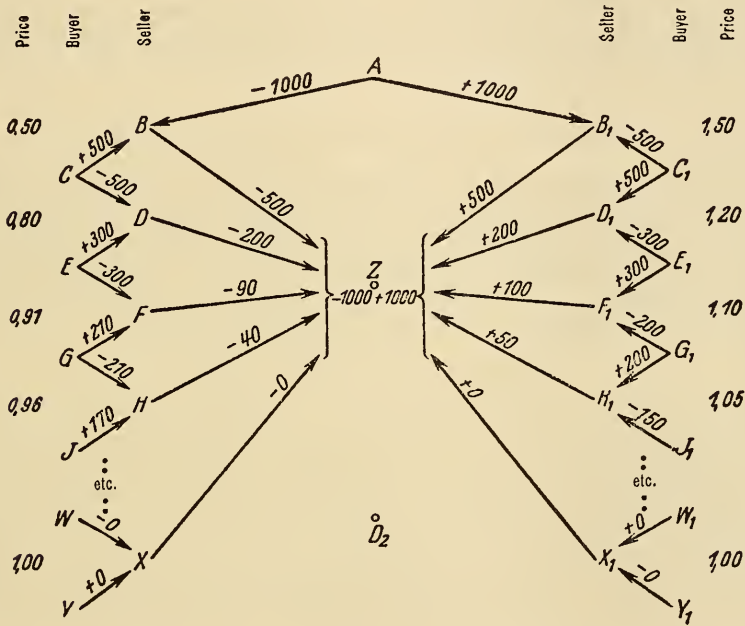 Price Buyer Seller Seller Buyer Price
A
−1000 +1000
0,50 B B₁ 1,50
+500 −500
C C₁
−500 +500
−500 +500
0,80 D D₁ 1,20
+300 −200 +200 −300
E Z E₁
−300 −1000 +1000 +300
−90 +100
0,91 F F₁ 1,10
+210 −200
G G₁
−210 −40 +50 +200
0,96 H H₁ 1,05
+170 −0 +0 −150
J J₁
etc. etc.
W W₁
−0 +0
D₂
1,00 X X₁ 1,00
+0 −0
Y Y₁